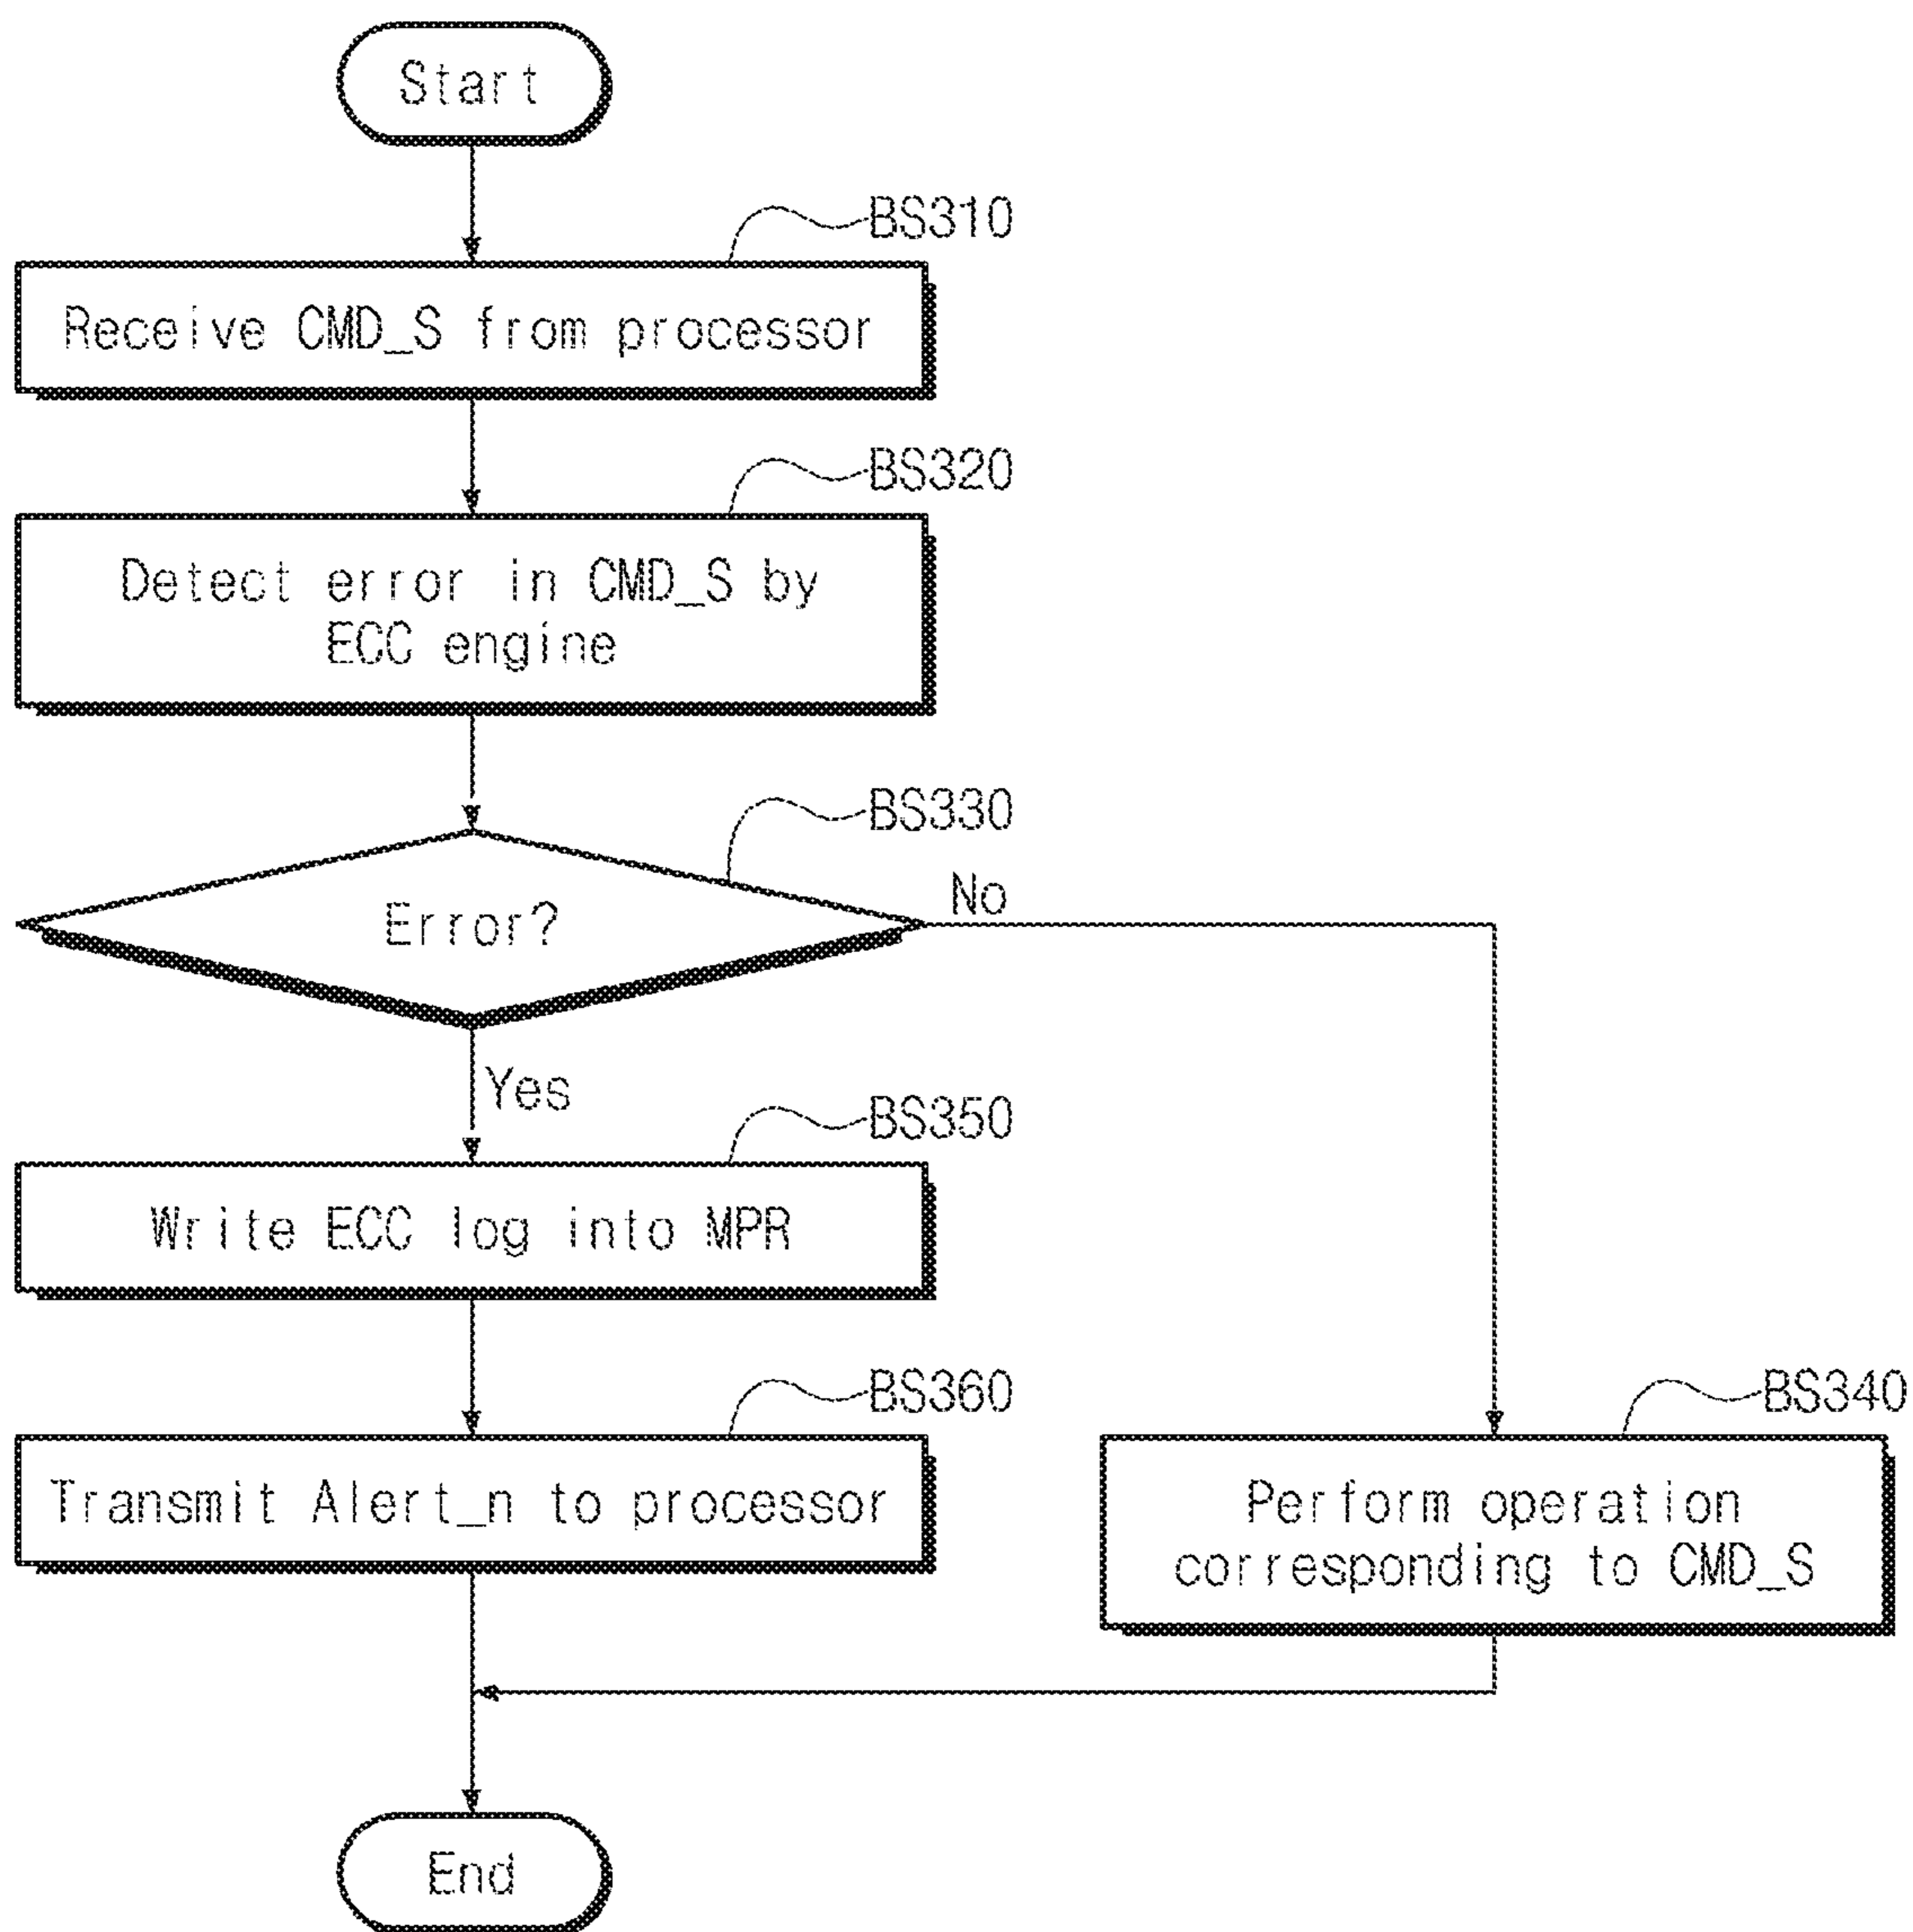 Start
BS310
Receive CMD_S from processor
BS320
Detect error in CMD_S by
ECC engine
BS330
Error?
No
Yes
BS350
Write ECC log into MPR
BS360
Transmit Alert_n to processor
BS340
Perform operation
corresponding to CMD_S
End